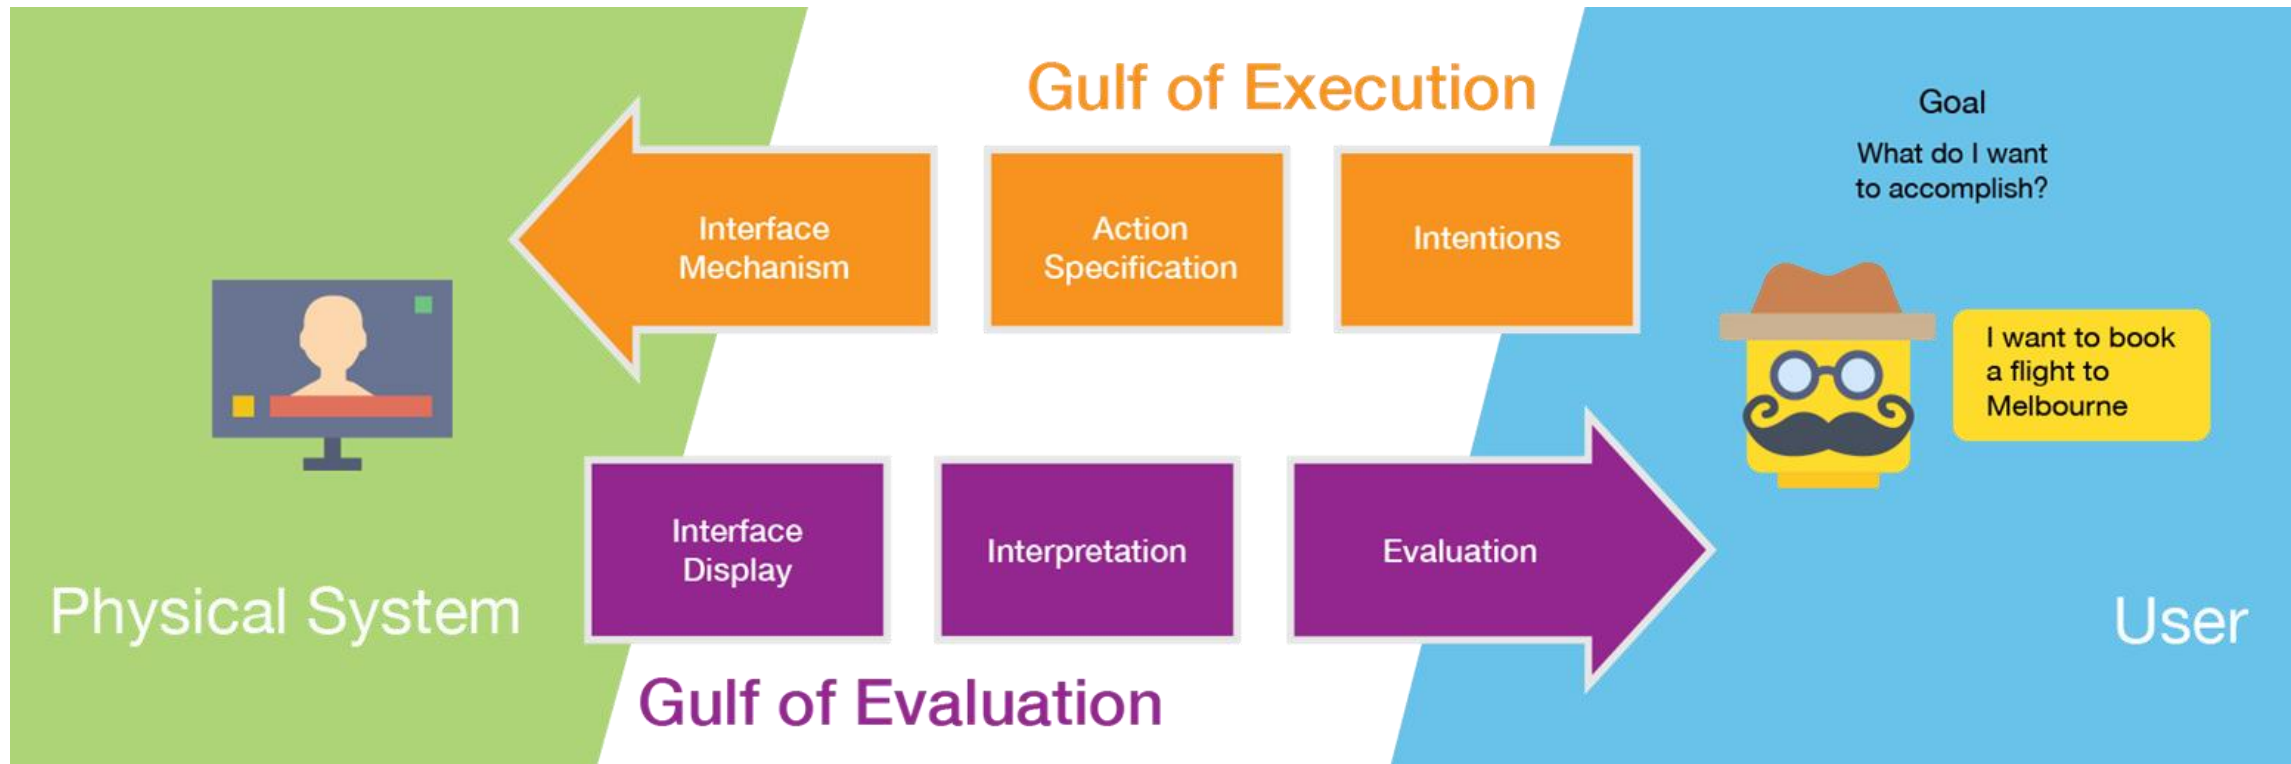 Gulf of Execution
Goal
What do I want
to accomplish?
Interface
Mechanism
Action
Specification
Intentions
I want to book
a flight to
Melbourne
Interface
Display
Interpretation
Evaluation
Physical System
User
Gulf of Evaluation